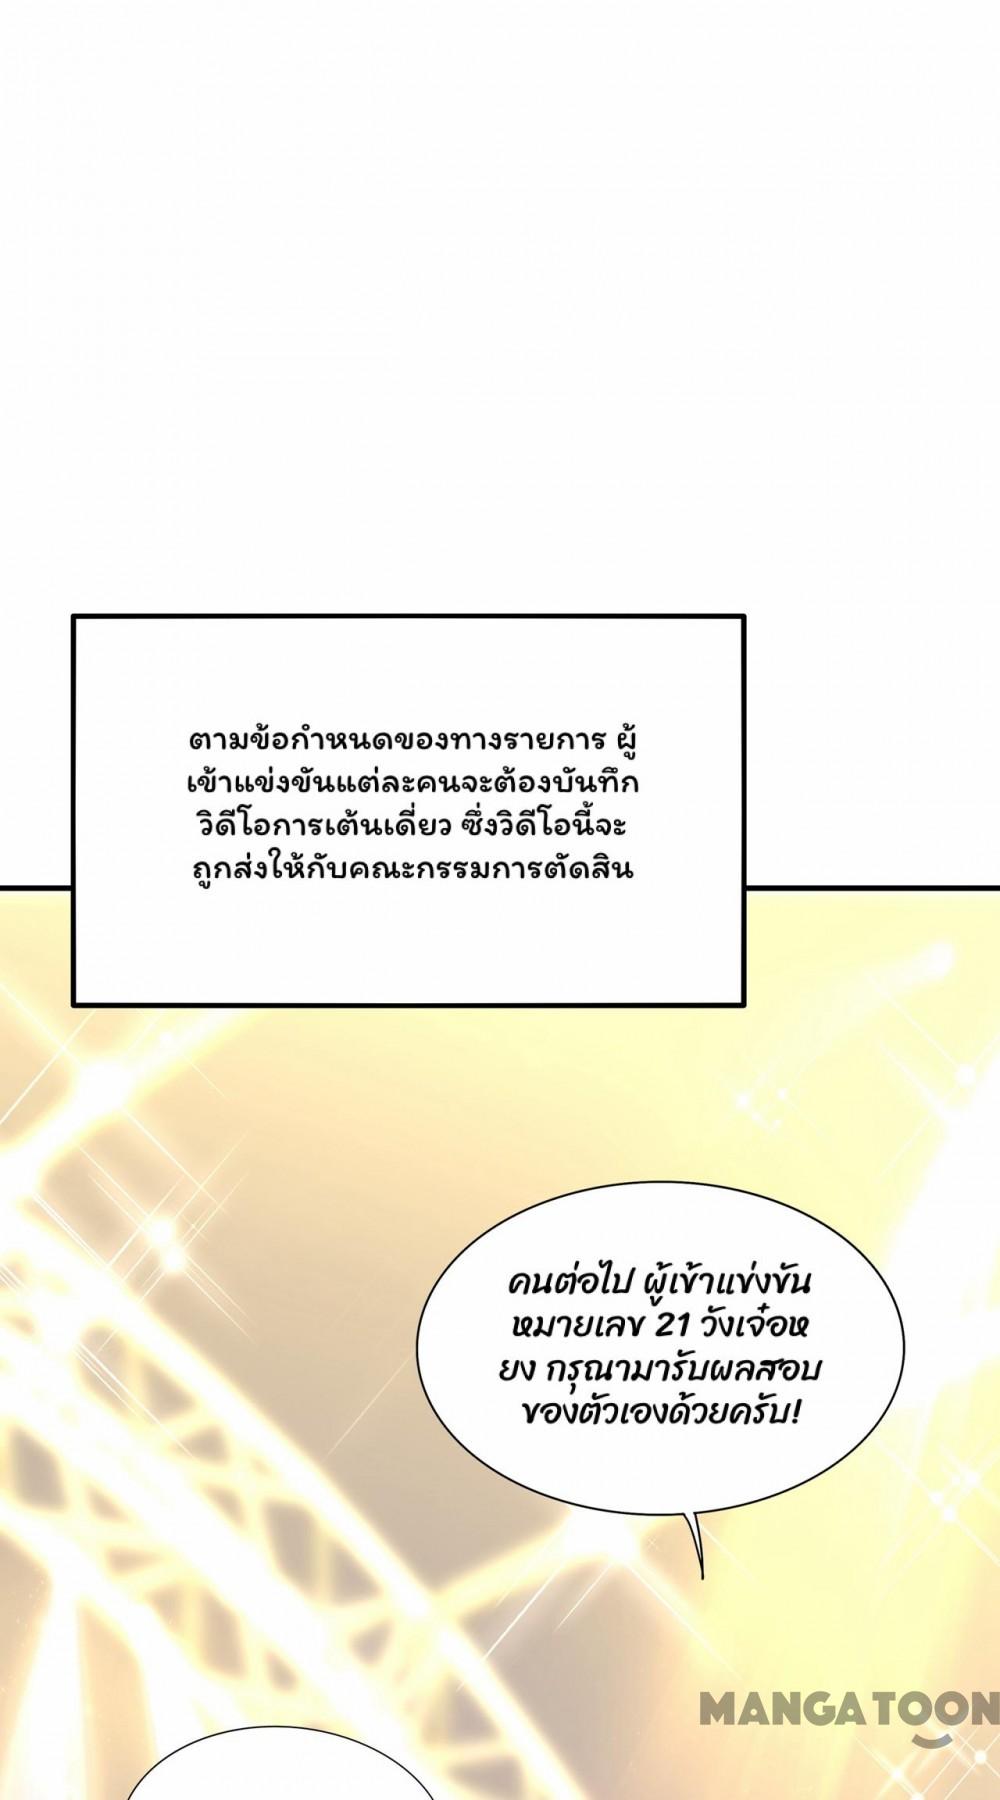 ตามข้อกำหนดของทางรายการ ผู้
เข้าแข่งขันแต่ละคนจะต้องบันทึก
วิดีโอการเต้นเดี่ยว ซึ่งวิดีโอนี้จะ
ถูกส่งให้กับคณะกรรมการตัดสิน
คนต่อไป ผู้เข้าแข่งขัน
หมายเลข 21 วังเจ๋อห
ยง กรุณามารับผลสอบ
ของตัวเองด้วยครับ!
MANGATOON